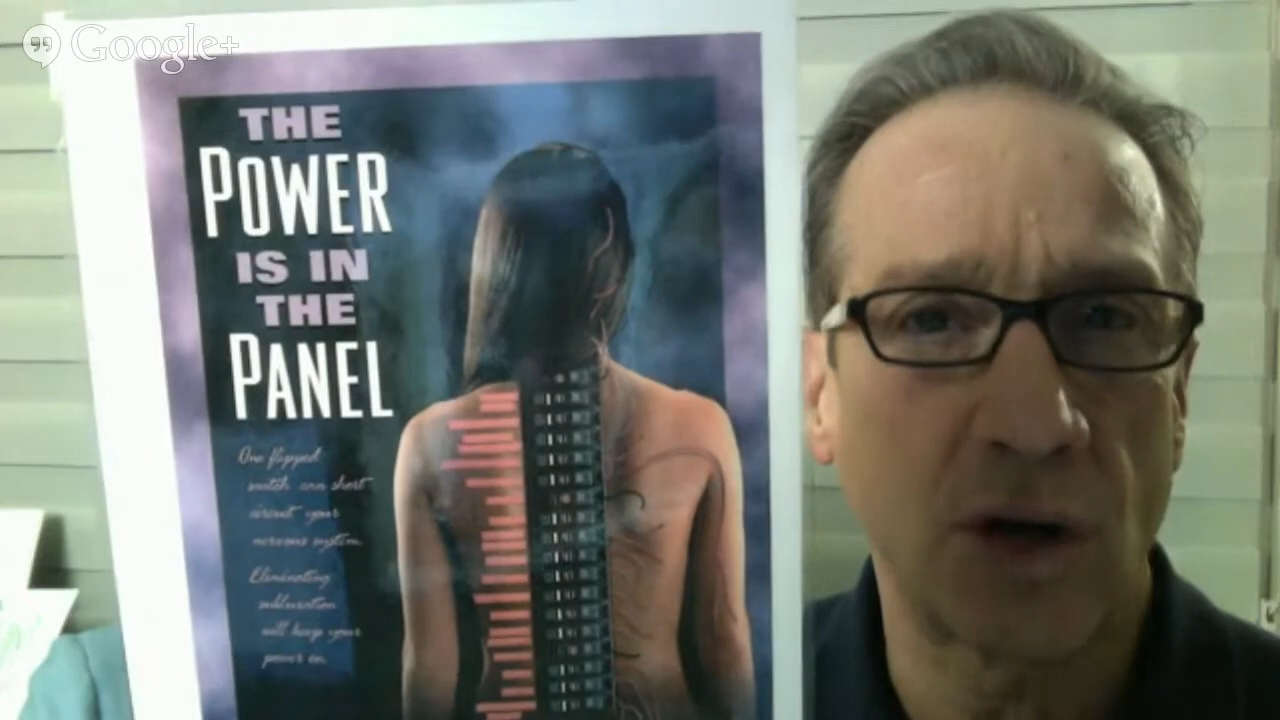 Google+
THE
POWER
IS IN
THE
PANEL
One flipped
switch can short
circuit your
nervous system.
Eliminating
subluxation
will keep your
power on.